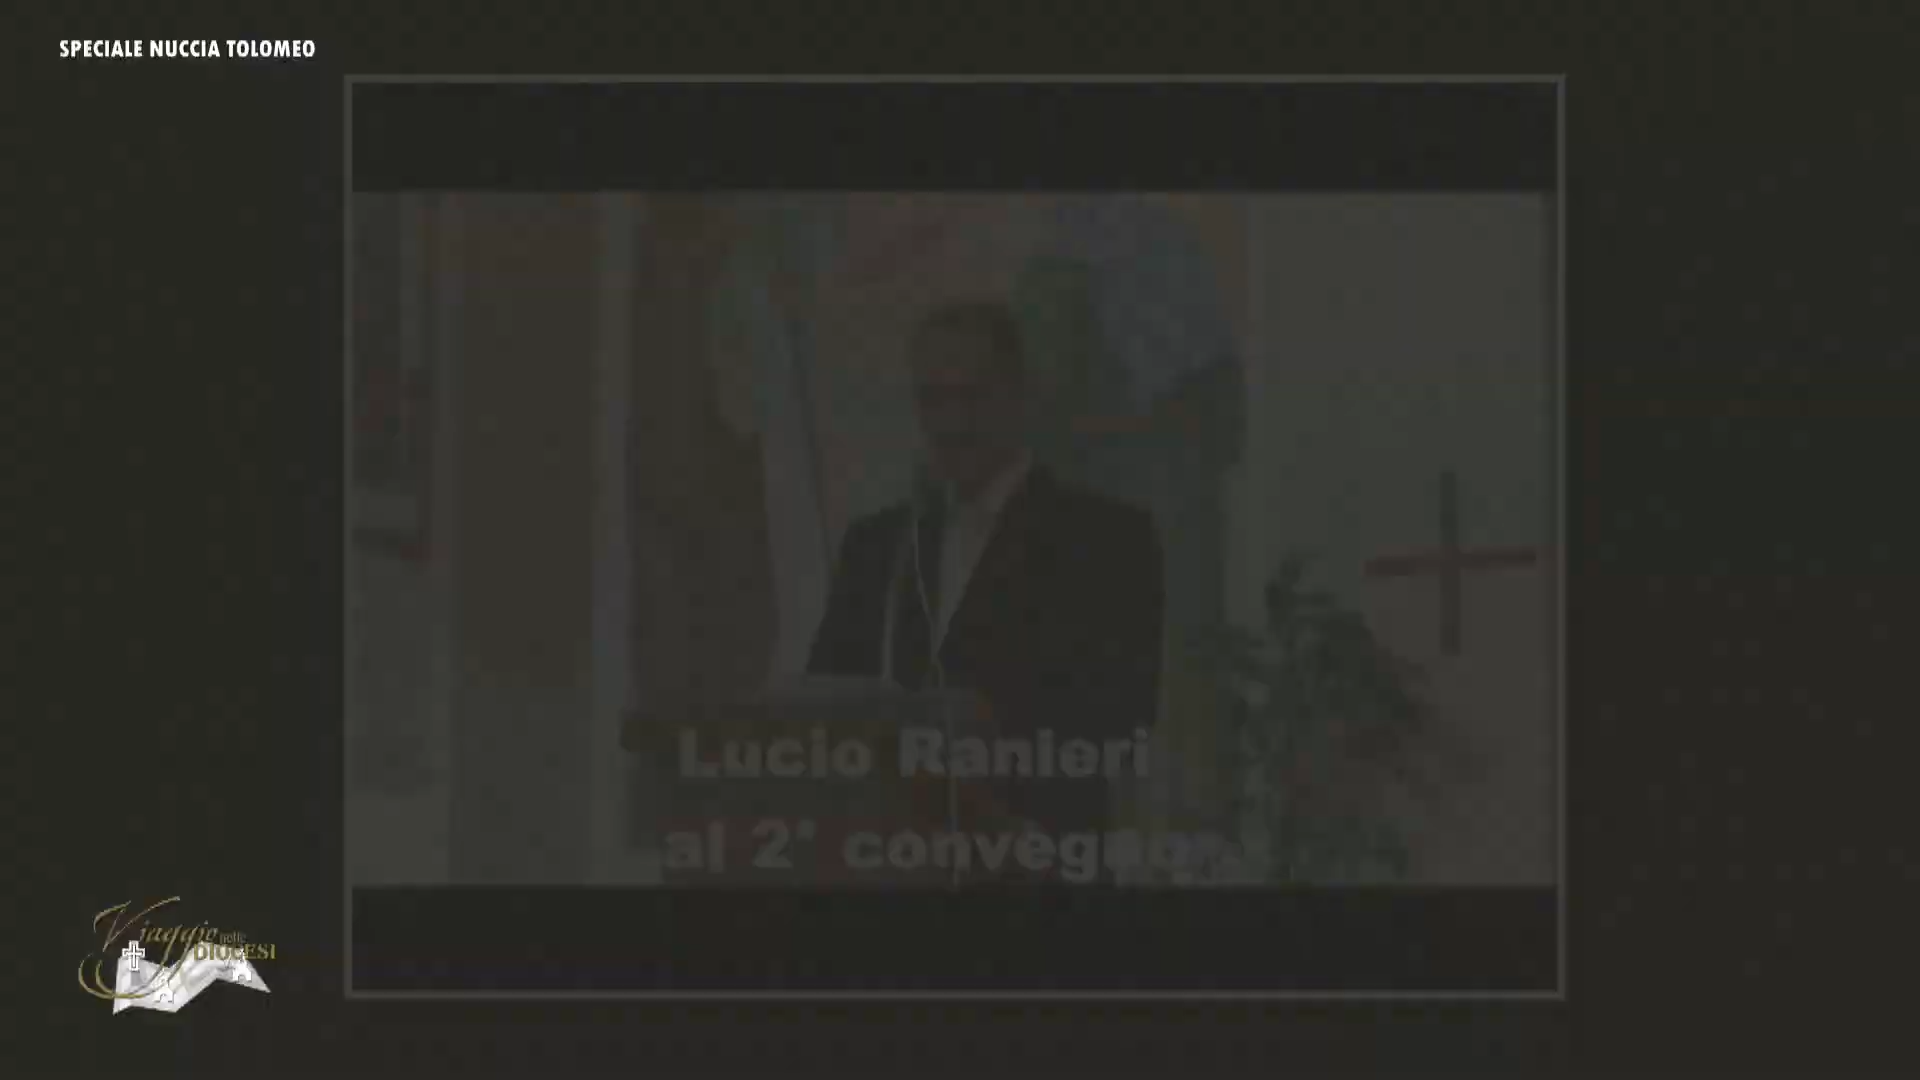 SPECIALE NUCCIA TOLOMEO
Lucio Ranieri
al 2° convegno
Viaggio nelle
DIOCESI